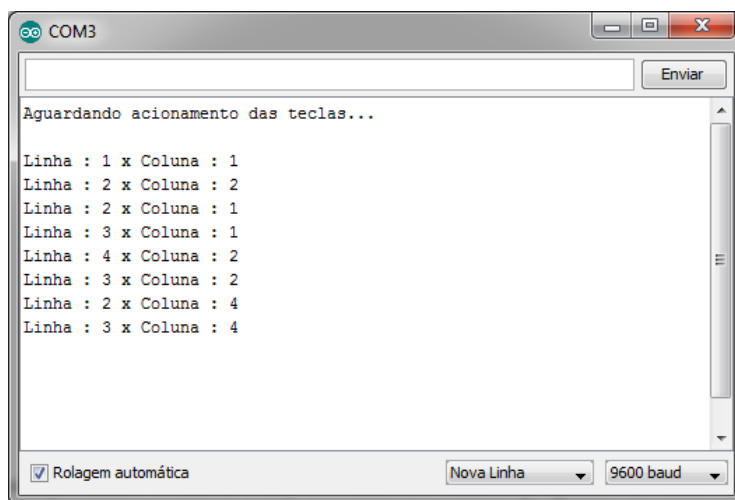 COM3
Enviar
Aguardando acionamento das teclas...
Linha : 1 x Coluna : 1
Linha : 2 x Coluna : 2
Linha : 2 x Coluna : 1
Linha : 3 x Coluna : 1
Linha : 4 x Coluna : 2
Linha : 3 x Coluna : 2
Linha : 2 x Coluna : 4
Linha : 3 x Coluna : 4
Rolagem automática Nova Linha 9600 baud